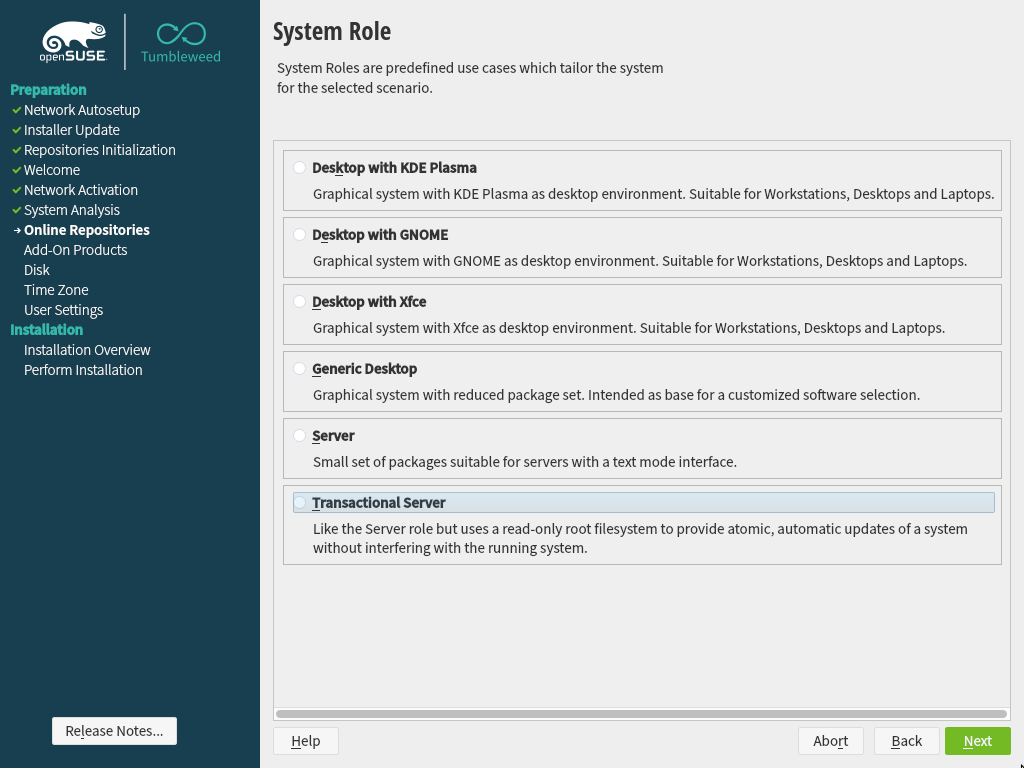 openSUSE
Tumbleweed
Preparation
Network Autosetup
Installer Update
Repositories Initialization
Welcome
Network Activation
System Analysis
Online Repositories
Add-On Products
Disk
Time Zone
User Settings
Installation
Installation Overview
Perform Installation
Release Notes...
System Role
System Roles are predefined use cases which tailor the system
for the selected scenario.
Desktop with KDE Plasma
Graphical system with KDE Plasma as desktop environment. Suitable for Workstations, Desktops and Laptops.
Desktop with GNOME
Graphical system with GNOME as desktop environment. Suitable for Workstations, Desktops and Laptops.
Desktop with Xfce
Graphical system with Xfce as desktop environment. Suitable for Workstations, Desktops and Laptops.
Generic Desktop
Graphical system with reduced package set. Intended as base for a customized software selection.
Server
Small set of packages suitable for servers with a text mode interface.
Transactional Server
Like the Server role but uses a read-only root filesystem to provide atomic, automatic updates of a system
without interfering with the running system.
Help
Abort
Back
Next